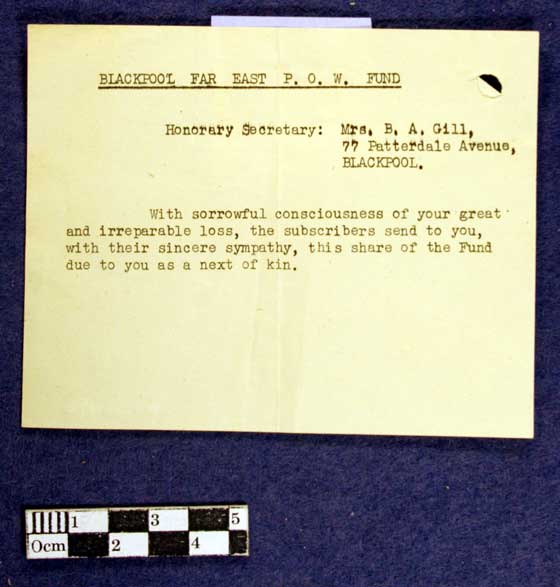 BLACKPOOL FAR EAST P. O. W. FUND
Honorary Secretary: Mrs. B. A. Gill,
77 Patterdale Avenue,
BLACKPOOL.
With sorrowful consciousness of your great
and irreparable loss, the subscribers send to you,
with their sincere sympathy, this share of the Fund
due to you as a next of kin.
1 3 5
0cm 2 4